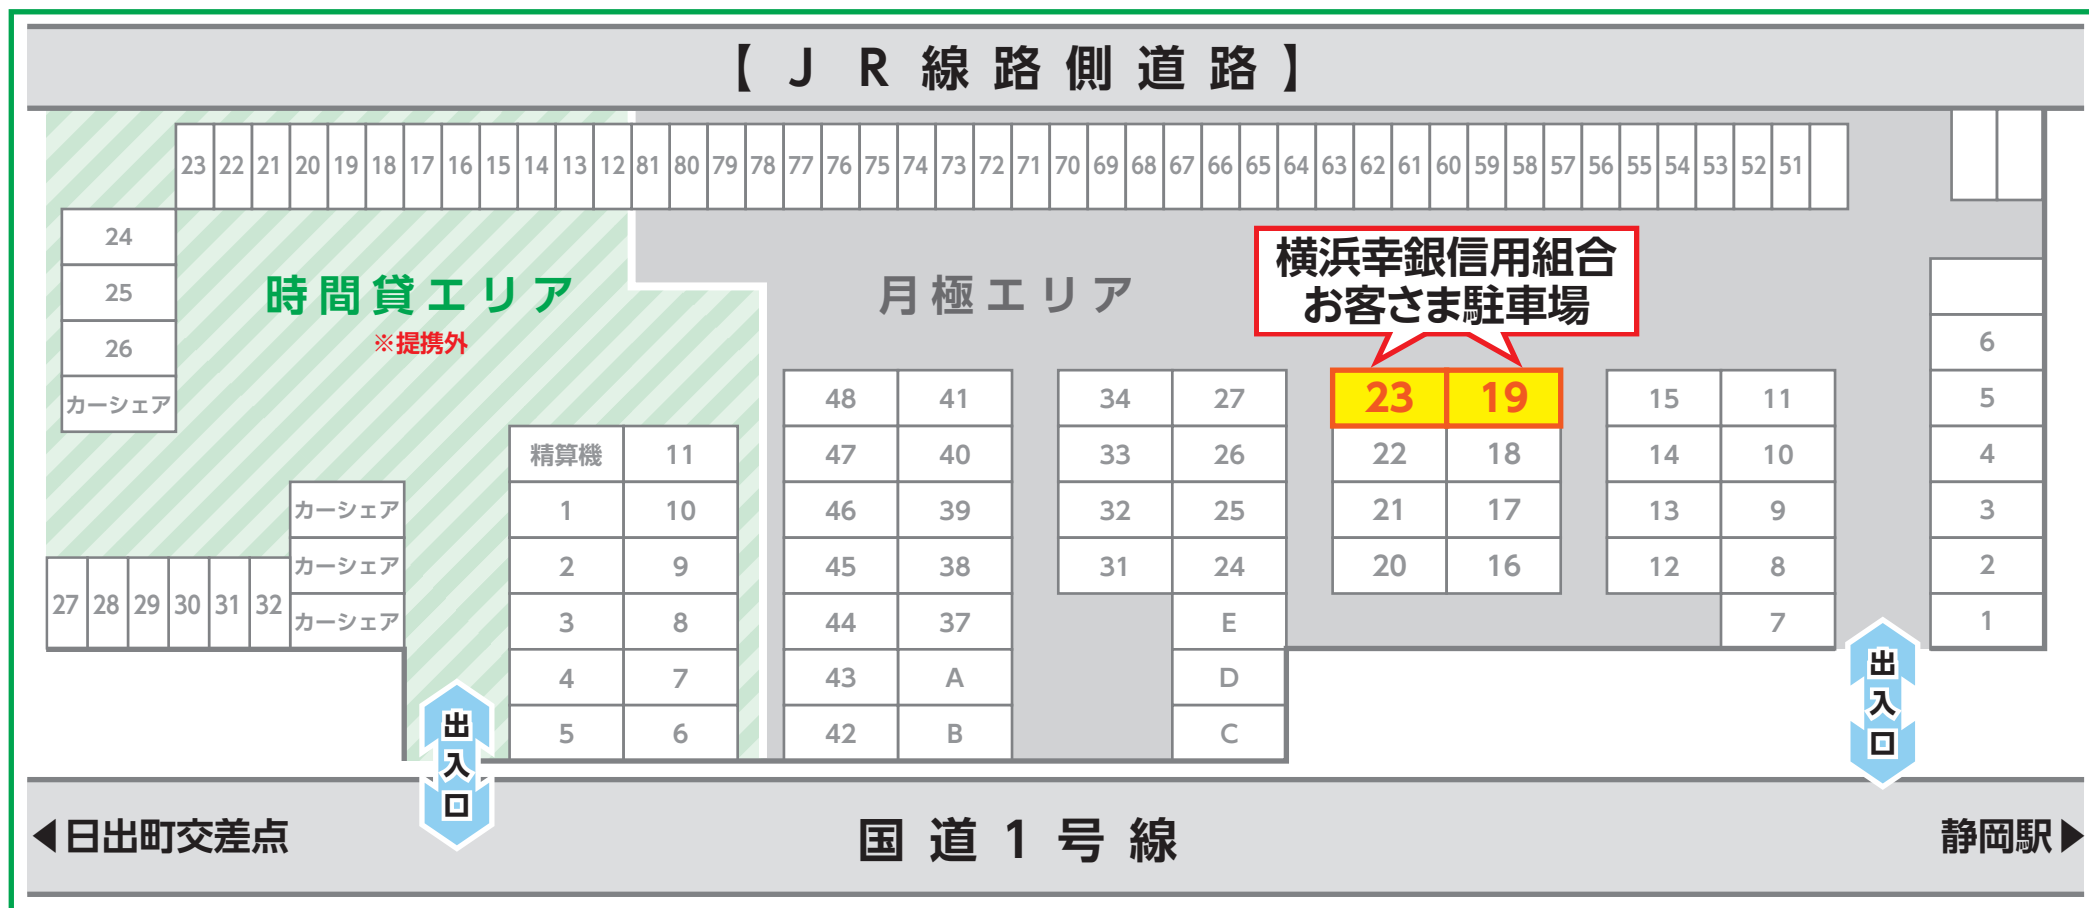 【 J R 線 路 側 道 路 】
23 22 21 20 19 18 17 16 15 14 13 12 81 80 79 78 77 76 75 74 73 72 71 70 69 68 67 66 65 64 63 62 61 60 59 58 57 56 55 54 53 52 51
24
25
26
カーシェア
時間貸エリア
※提携外
月極エリア
横浜幸銀信用組合
お客さま駐車場
カーシェア
カーシェア
カーシェア
27 28 29 30 31 32
精算機 11
1 10
2 9
3 8
4 7
5 6
48 41
47 40
46 39
45 38
44 37
43 A
42 B
34 27
33 26
32 25
31 24
E
D
C
23 19
22 18
21 17
20 16
15 11
14 10
13 9
12 8
7
6
5
4
3
2
1
出入口
出入口
◀日出町交差点
国道1号線
静岡駅▶